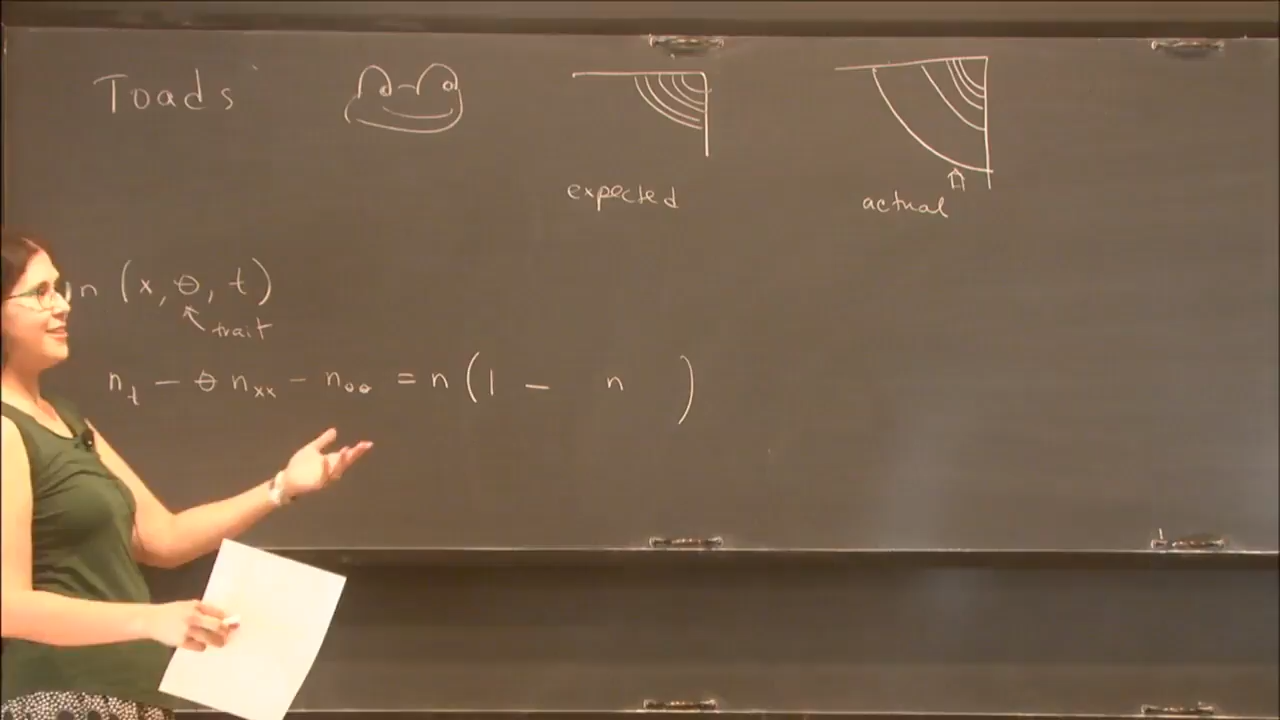 Toads
expected
actual
n (x, θ, t)
trait
n_t − θ n_xx − n_θθ = n (1 − n )